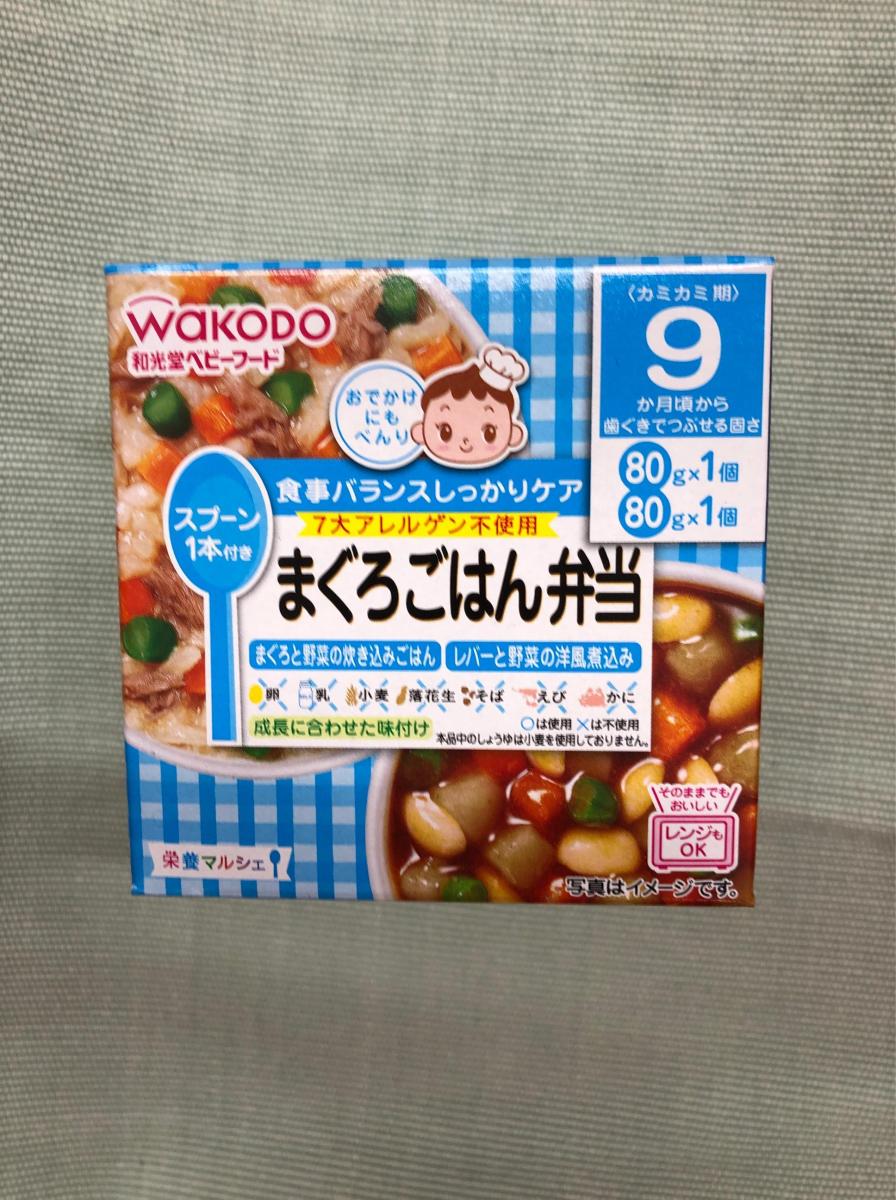 WaKODO
和光堂ベビーフード
おでかけ
にも
べんり
〈カミカミ期〉
9
か月頃から
歯ぐきでつぶせる固さ
80g×1個
80g×1個
スプーン
1本付き
食事バランスしっかりケア
7大アレルゲン不使用
まぐろごはん弁当
まぐろと野菜の炊き込みごはん レバーと野菜の洋風煮込み
卵 乳 小麦 落花生 そば えび かに
成長に合わせた味付け
○は使用 ×は不使用
本品中のしょうゆは小麦を使用しておりません。
そのままでも
おいしい
レンジも
OK
栄養マルシェ
写真はイメージです。